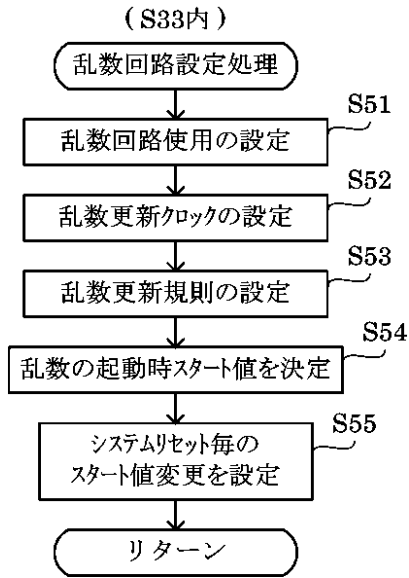 (S33内)
乱数回路設定処理
S51
乱数回路使用の設定
S52
乱数更新クロックの設定
S53
乱数更新規則の設定
S54
乱数の起動時スタート値を決定
S55
システムリセット毎の
スタート値変更を設定
リターン